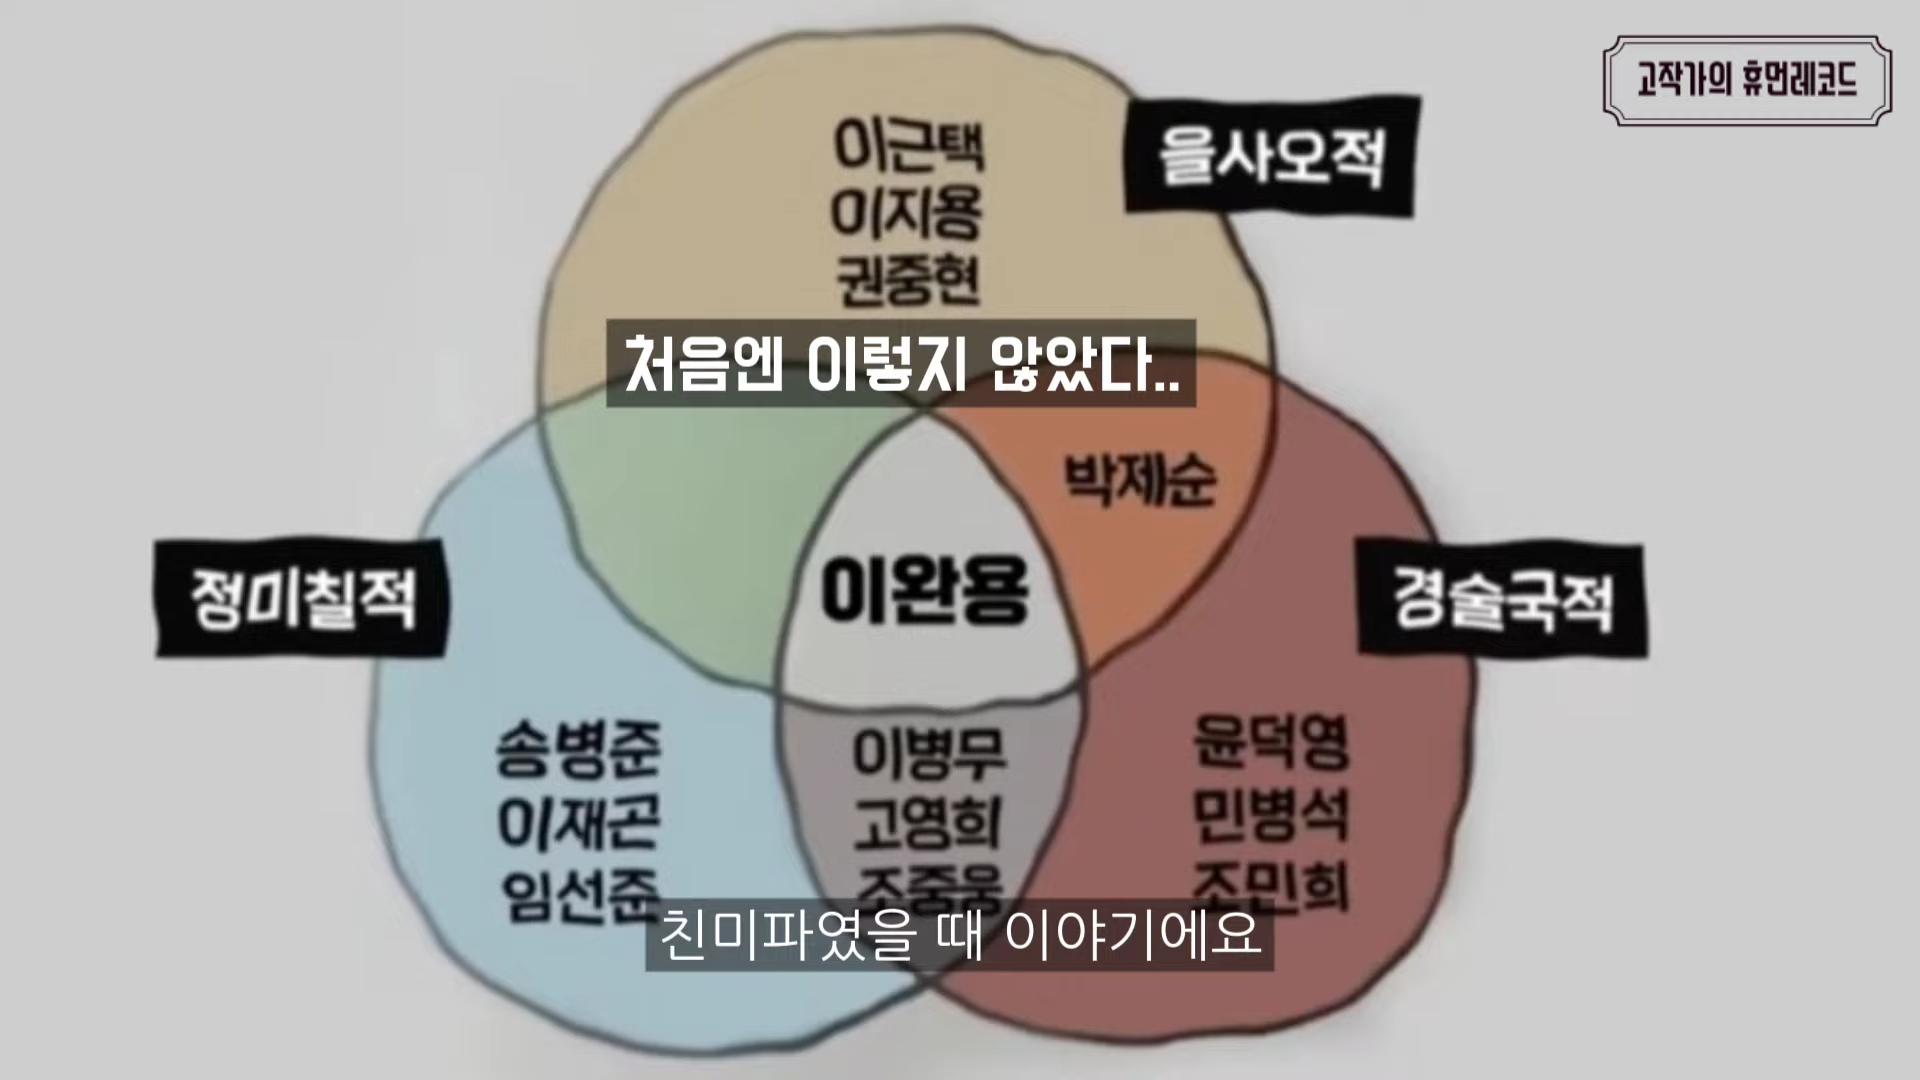 고작가의 휴먼레코드
을사오적
이근택
이지용
권중현
처음엔 이렇지 않았다..
박제순
정미칠적
이완용
경술국적
송병준
이재곤
임선준
이병무
고영희
조중웅
윤덕영
민병석
조민희
친미파였을 때 이야기에요